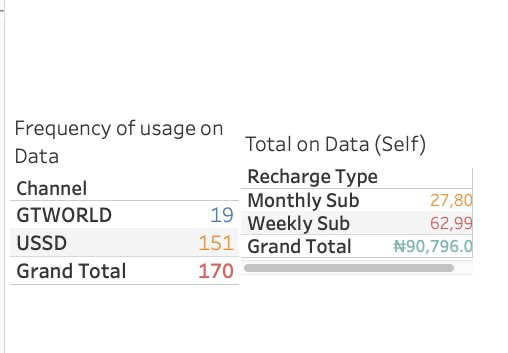 Frequency of usage on
Data
Channel
GTWORLD 19
USSD 151
Grand Total 170
Total on Data (Self)
Recharge Type
Monthly Sub 27,80
Weekly Sub 62,99
Grand Total ₦90,796.0